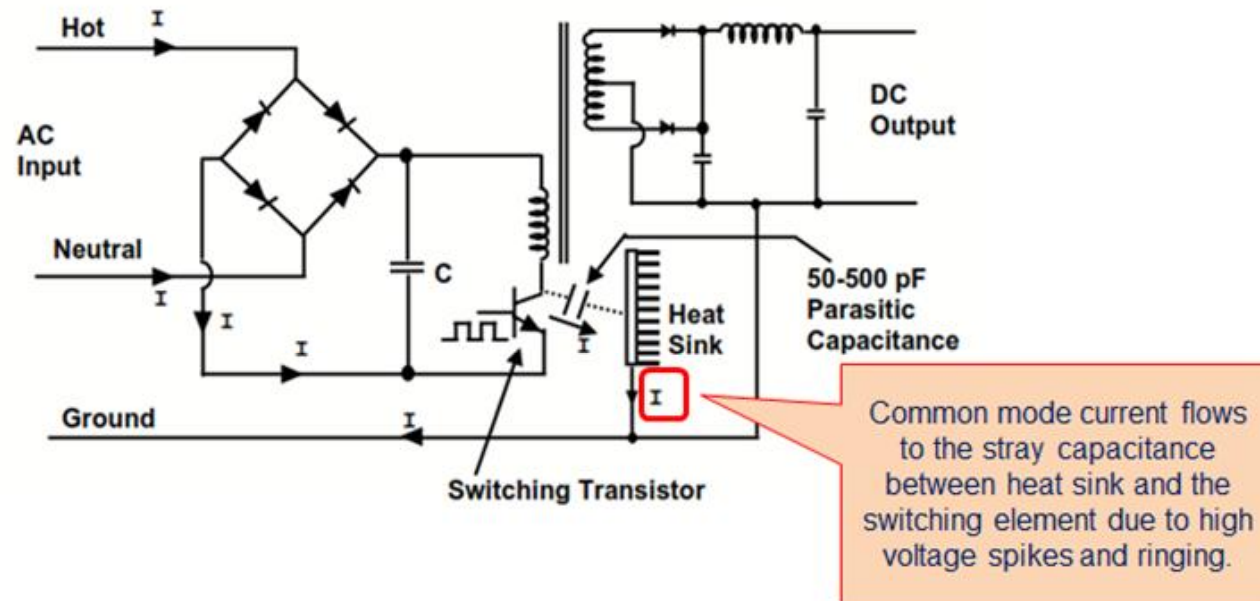 I
Hot
AC
Input
DC
Output
Neutral
I
I
C
I
50-500 pF
Parasitic
Capacitance
Heat
Sink
I
I
Ground
I
Switching Transistor
Common mode current flows
to the stray capacitance
between heat sink and the
switching element due to high
voltage spikes and ringing.